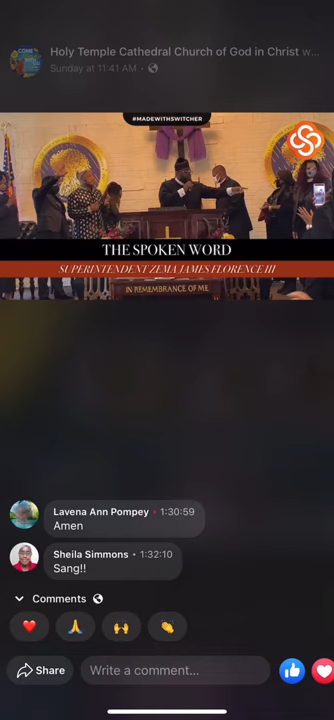 Holy Temple Cathedral Church of God in Christ w...
Sunday at 11:41 AM •
#MADEWITHSWITCHER
THE SPOKEN WORD
SUPERINTENDENT ZEMA JAMES FLORENCE III
IN REMEMBRANCE OF ME
Lavena Ann Pompey • 1:30:59
Amen
Sheila Simmons • 1:32:10
Sang!!
Comments
Share
Write a comment...